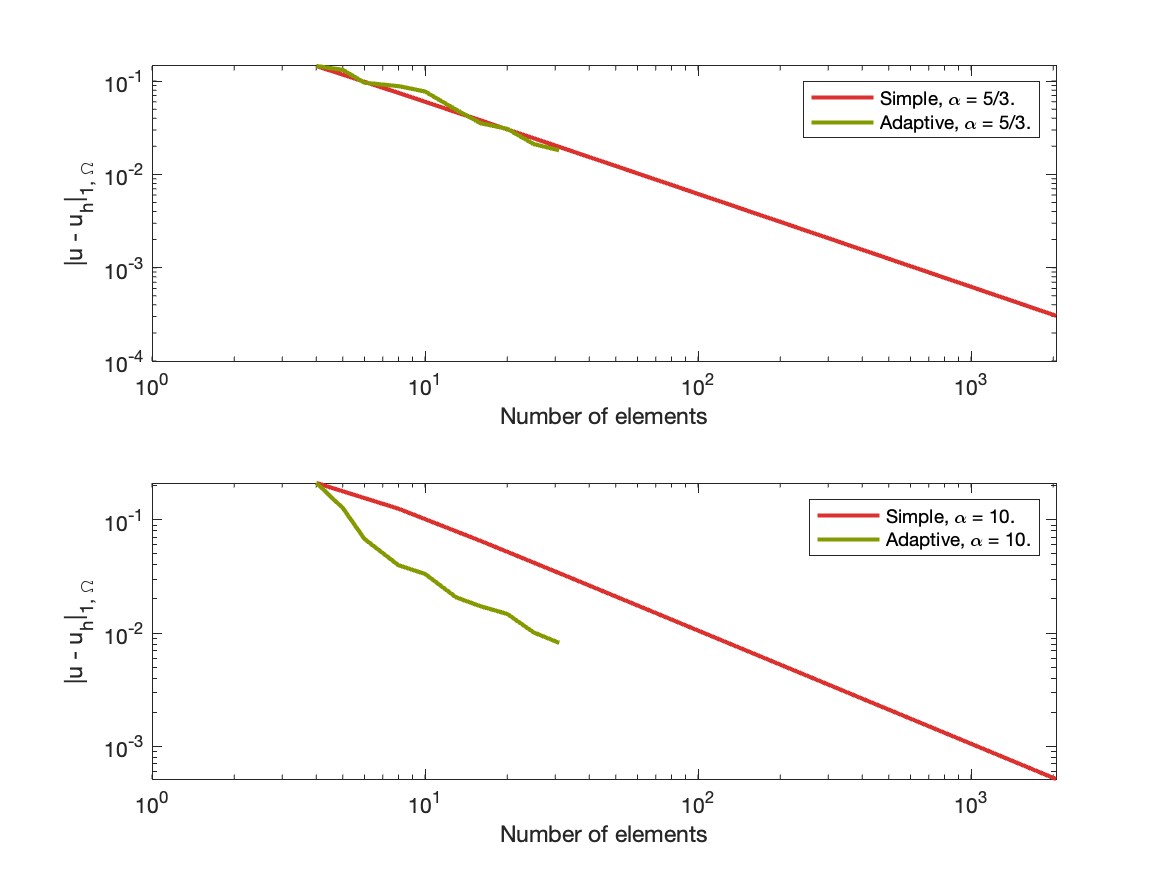 10^-1
10^-2
10^-3
10^-4
|u - u_h|_1, Ω
10^0
10^1
10^2
10^3
Number of elements
Simple, α = 5/3.
Adaptive, α = 5/3.
10^-1
10^-2
10^-3
|u - u_h|_1, Ω
10^0
10^1
10^2
10^3
Number of elements
Simple, α = 10.
Adaptive, α = 10.